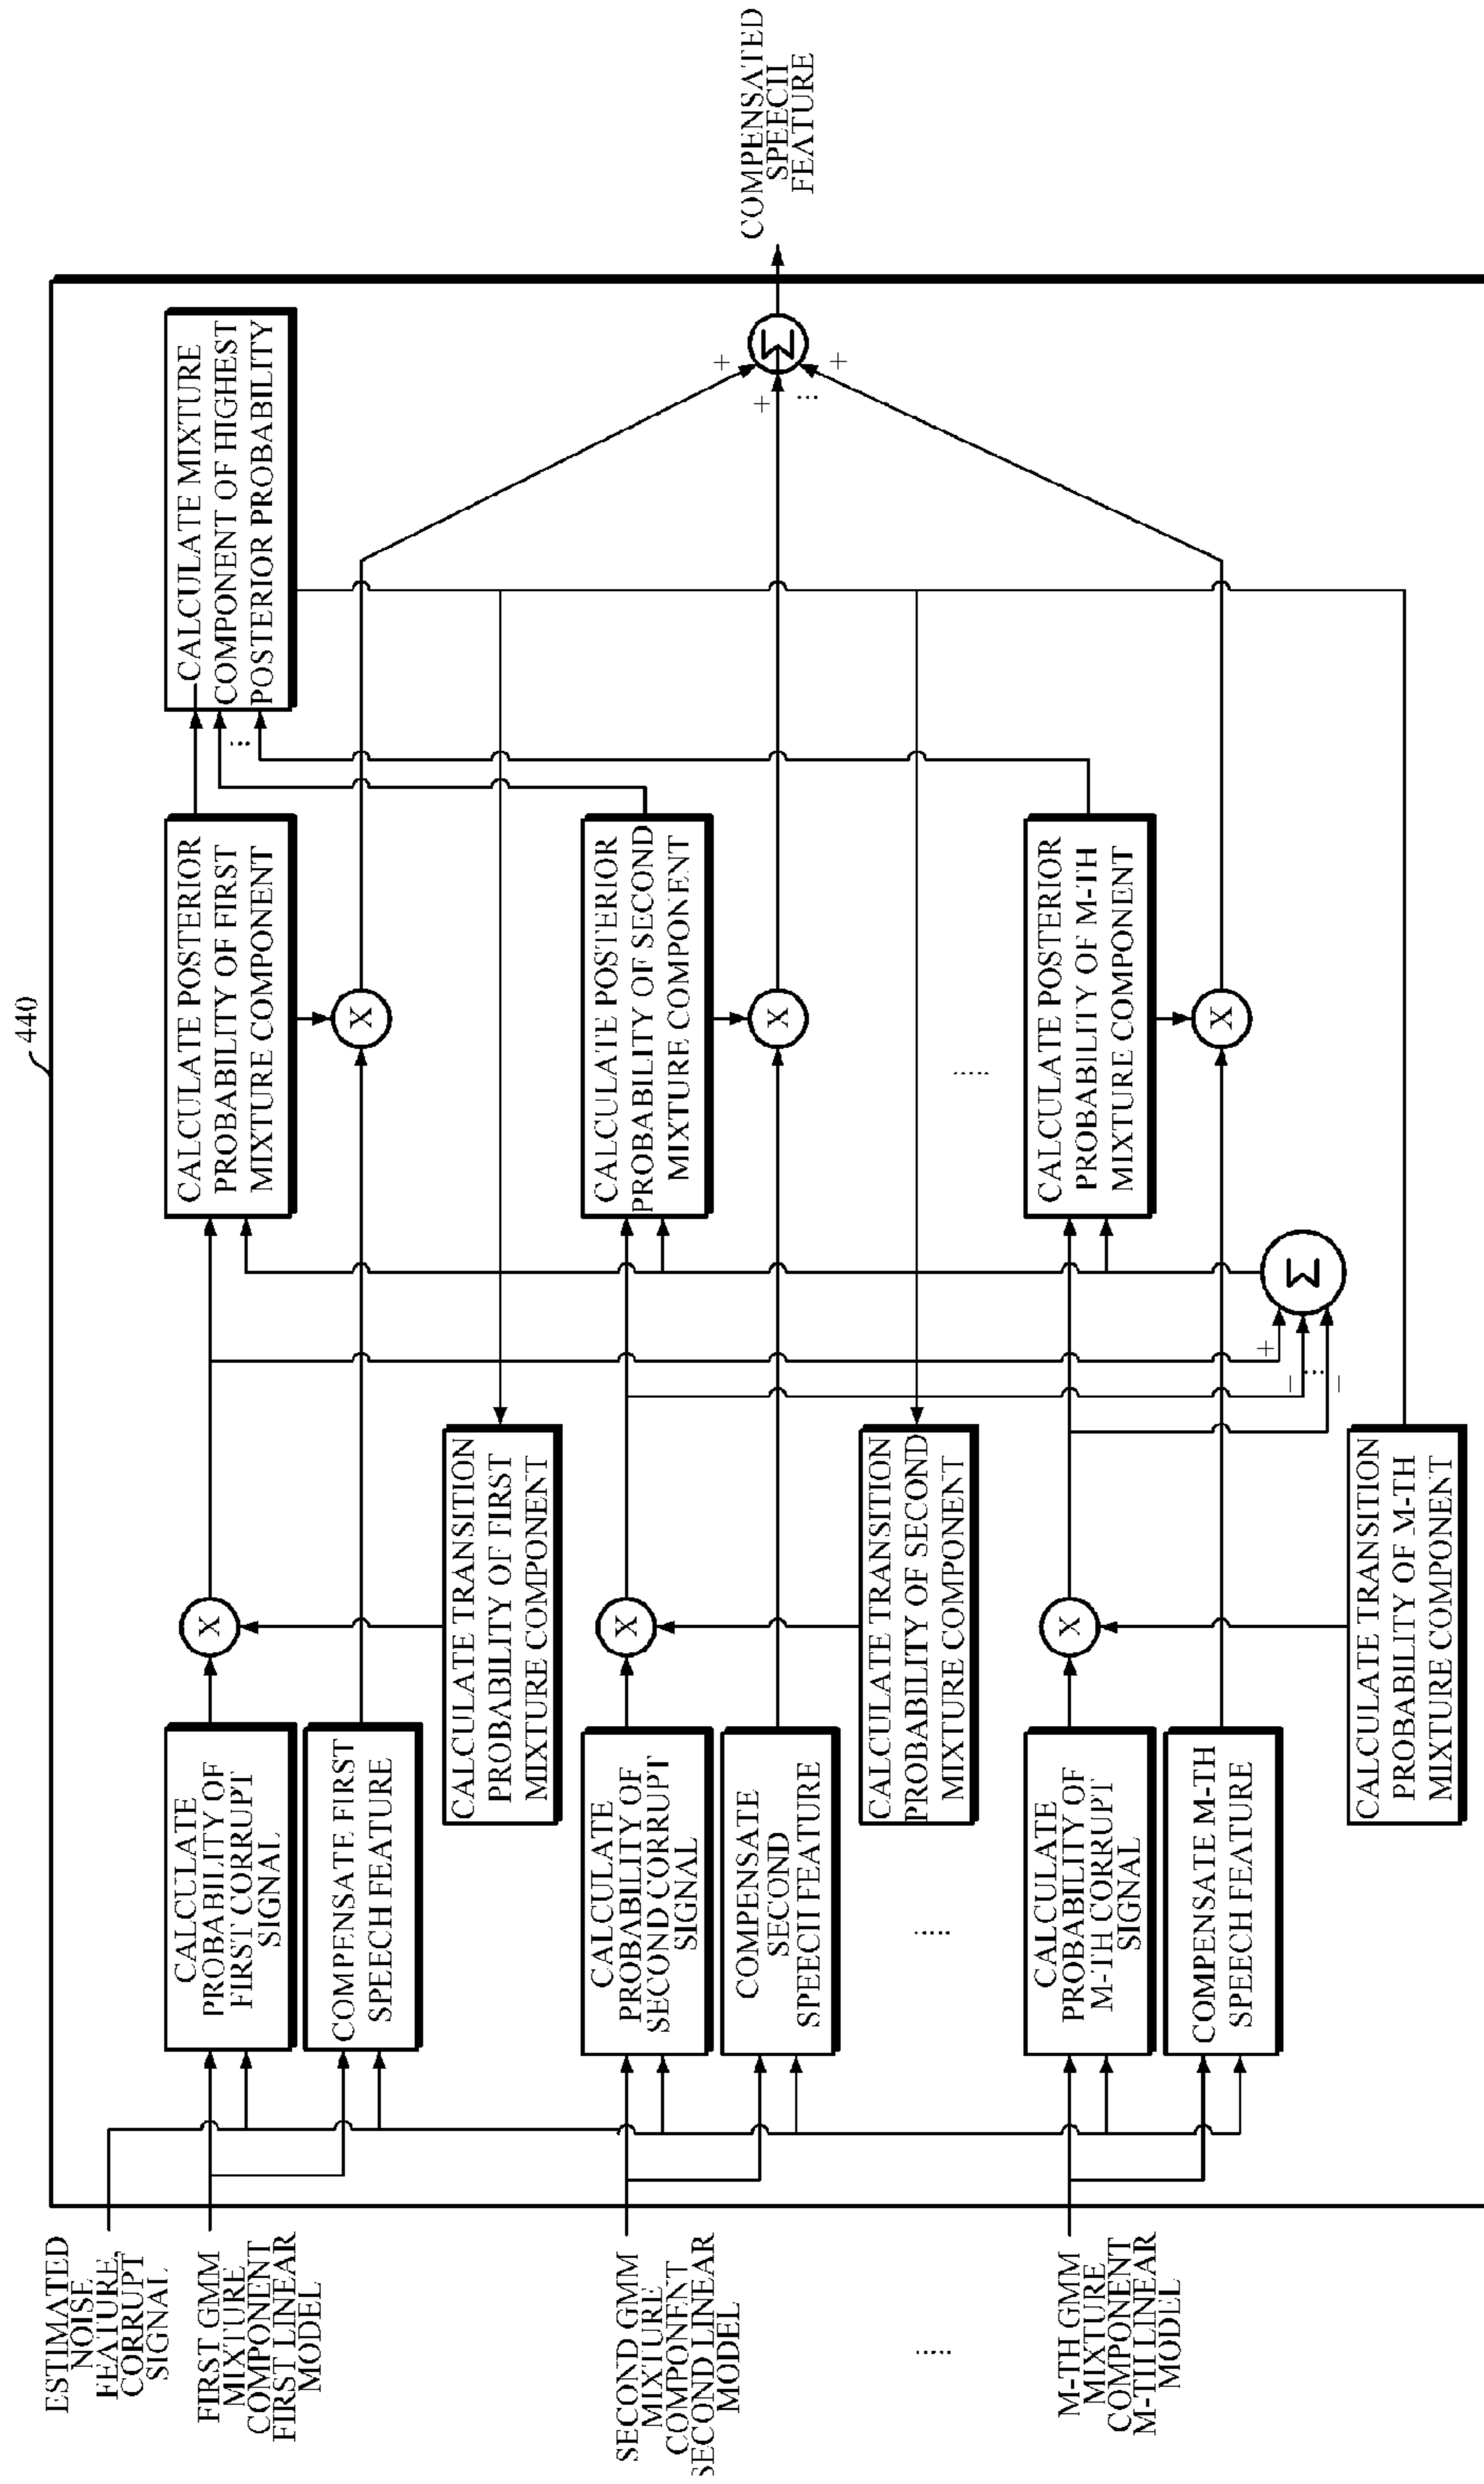 440
ESTIMATED
NOISE
FEATURE,
CORRUPT
SIGNAL
FIRST GMM
MIXTURE
COMPONENT
FIRST LINEAR
MODEL
SECOND GMM
MIXTURE
COMPONENT
SECOND LINEAR
MODEL
.....
M-TH GMM
MIXTURE
COMPONENT
M-TH LINEAR
MODEL
CALCULATE
PROBABILITY OF
FIRST CORRUPT
SIGNAL
COMPENSATE FIRST
SPEECH FEATURE
CALCULATE
PROBABILITY OF
SECOND CORRUPT
SIGNAL
COMPENSATE
SECOND
SPEECH FEATURE
.....
CALCULATE
PROBABILITY OF
M-TH CORRUPT
SIGNAL
COMPENSATE M-TH
SPEECH FEATURE
X
CALCULATE TRANSITION
PROBABILITY OF FIRST
MIXTURE COMPONENT
X
CALCULATE TRANSITION
PROBABILITY OF SECOND
MIXTURE COMPONENT
X
CALCULATE TRANSITION
PROBABILITY OF M-TH
MIXTURE COMPONENT
+
–
...
–
Σ
CALCULATE POSTERIOR
PROBABILITY OF FIRST
MIXTURE COMPONENT
X
CALCULATE POSTERIOR
PROBABILITY OF SECOND
MIXTURE COMPONENT
X
.....
CALCULATE POSTERIOR
PROBABILITY OF M-TH
MIXTURE COMPONENT
X
...
CALCULATE MIXTURE
COMPONENT OF HIGHEST
POSTERIOR PROBABILITY
+
+
...
+
Σ
COMPENSATED
SPEECH
FEATURE